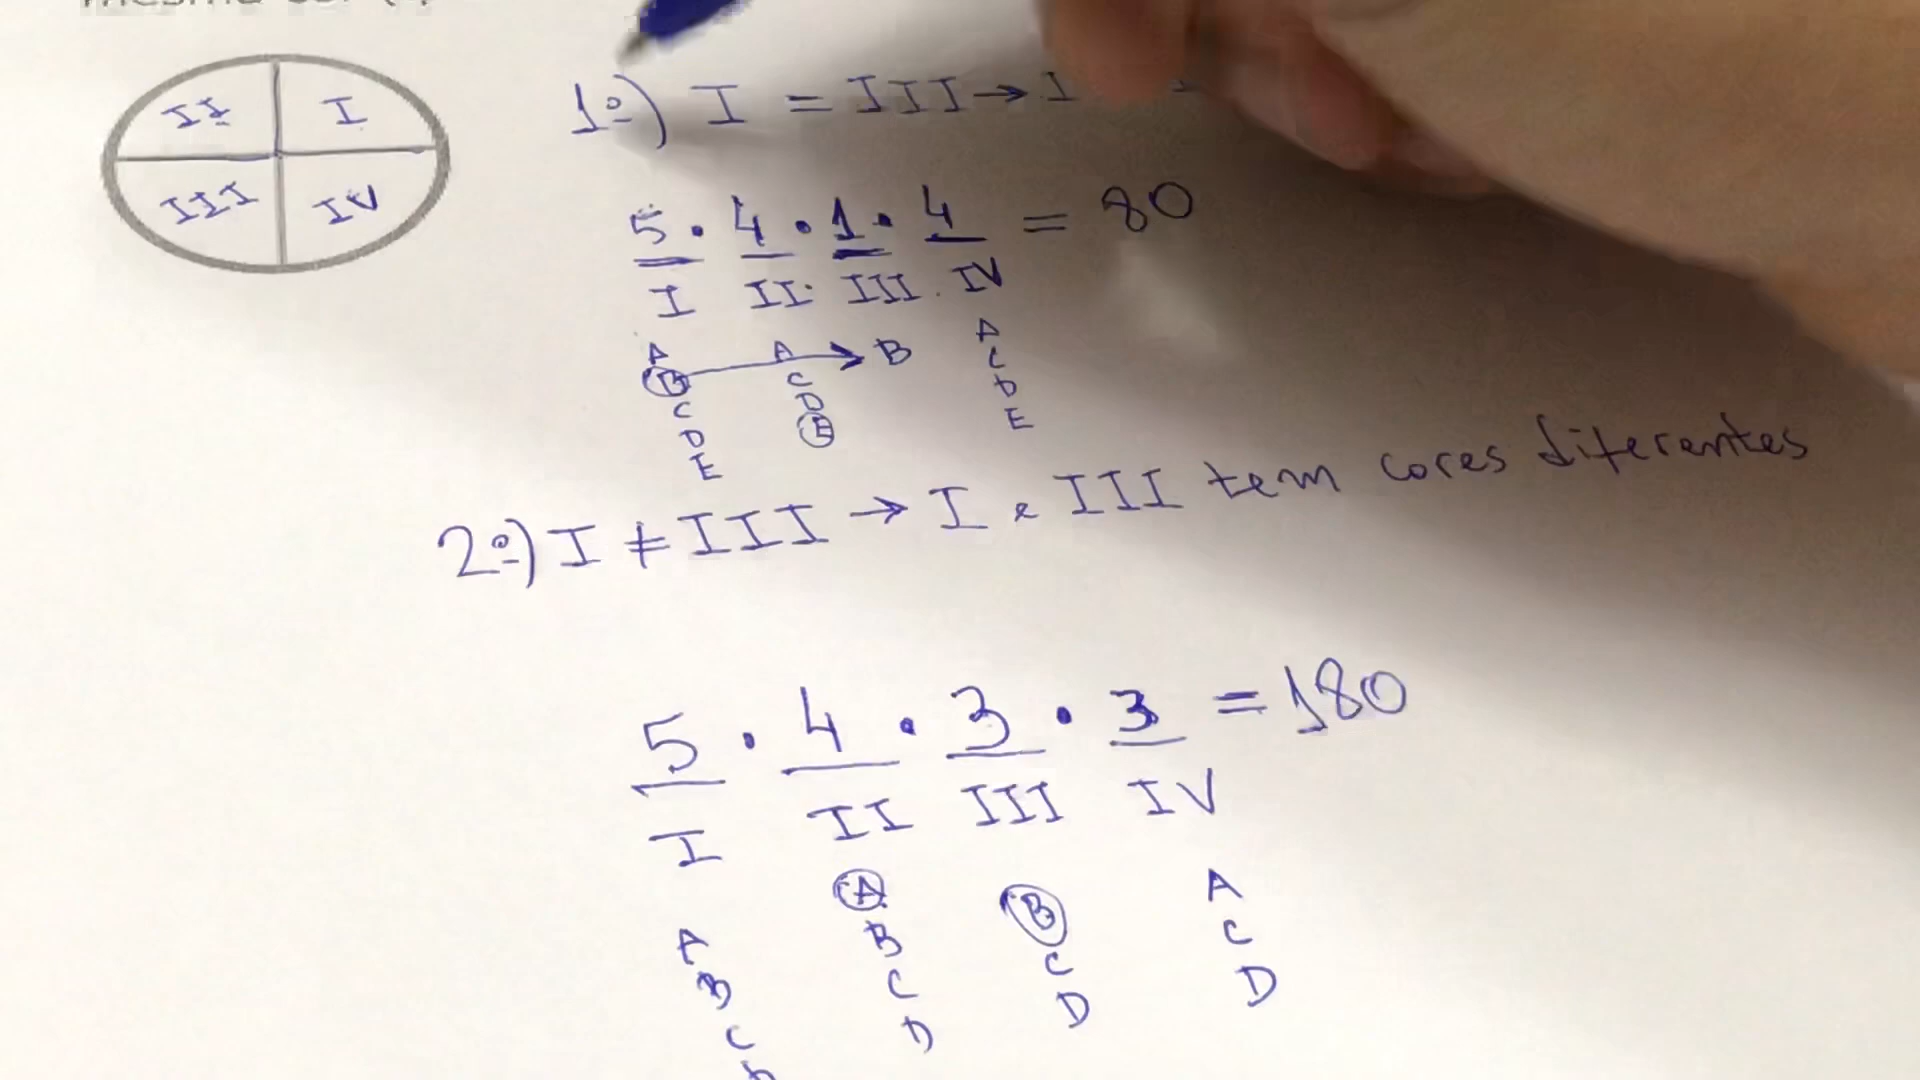 II I
III IV
1º) I = III → I
5 · 4 · 1 · 4 = 80
I II III IV
A A B A
B C C
C D D
D E E
E
2º) I ≠ III → I e III tem cores diferentes
5 · 4 · 3 · 3 = 180
I II III IV
A A B A
B B C C
C C D D
D